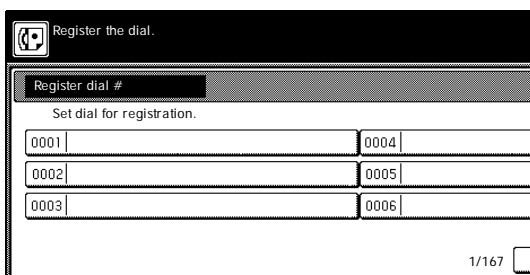 Register the dial.
Register dial #
Set dial for registration.
0001 0004
0002 0005
0003 0006
1/167